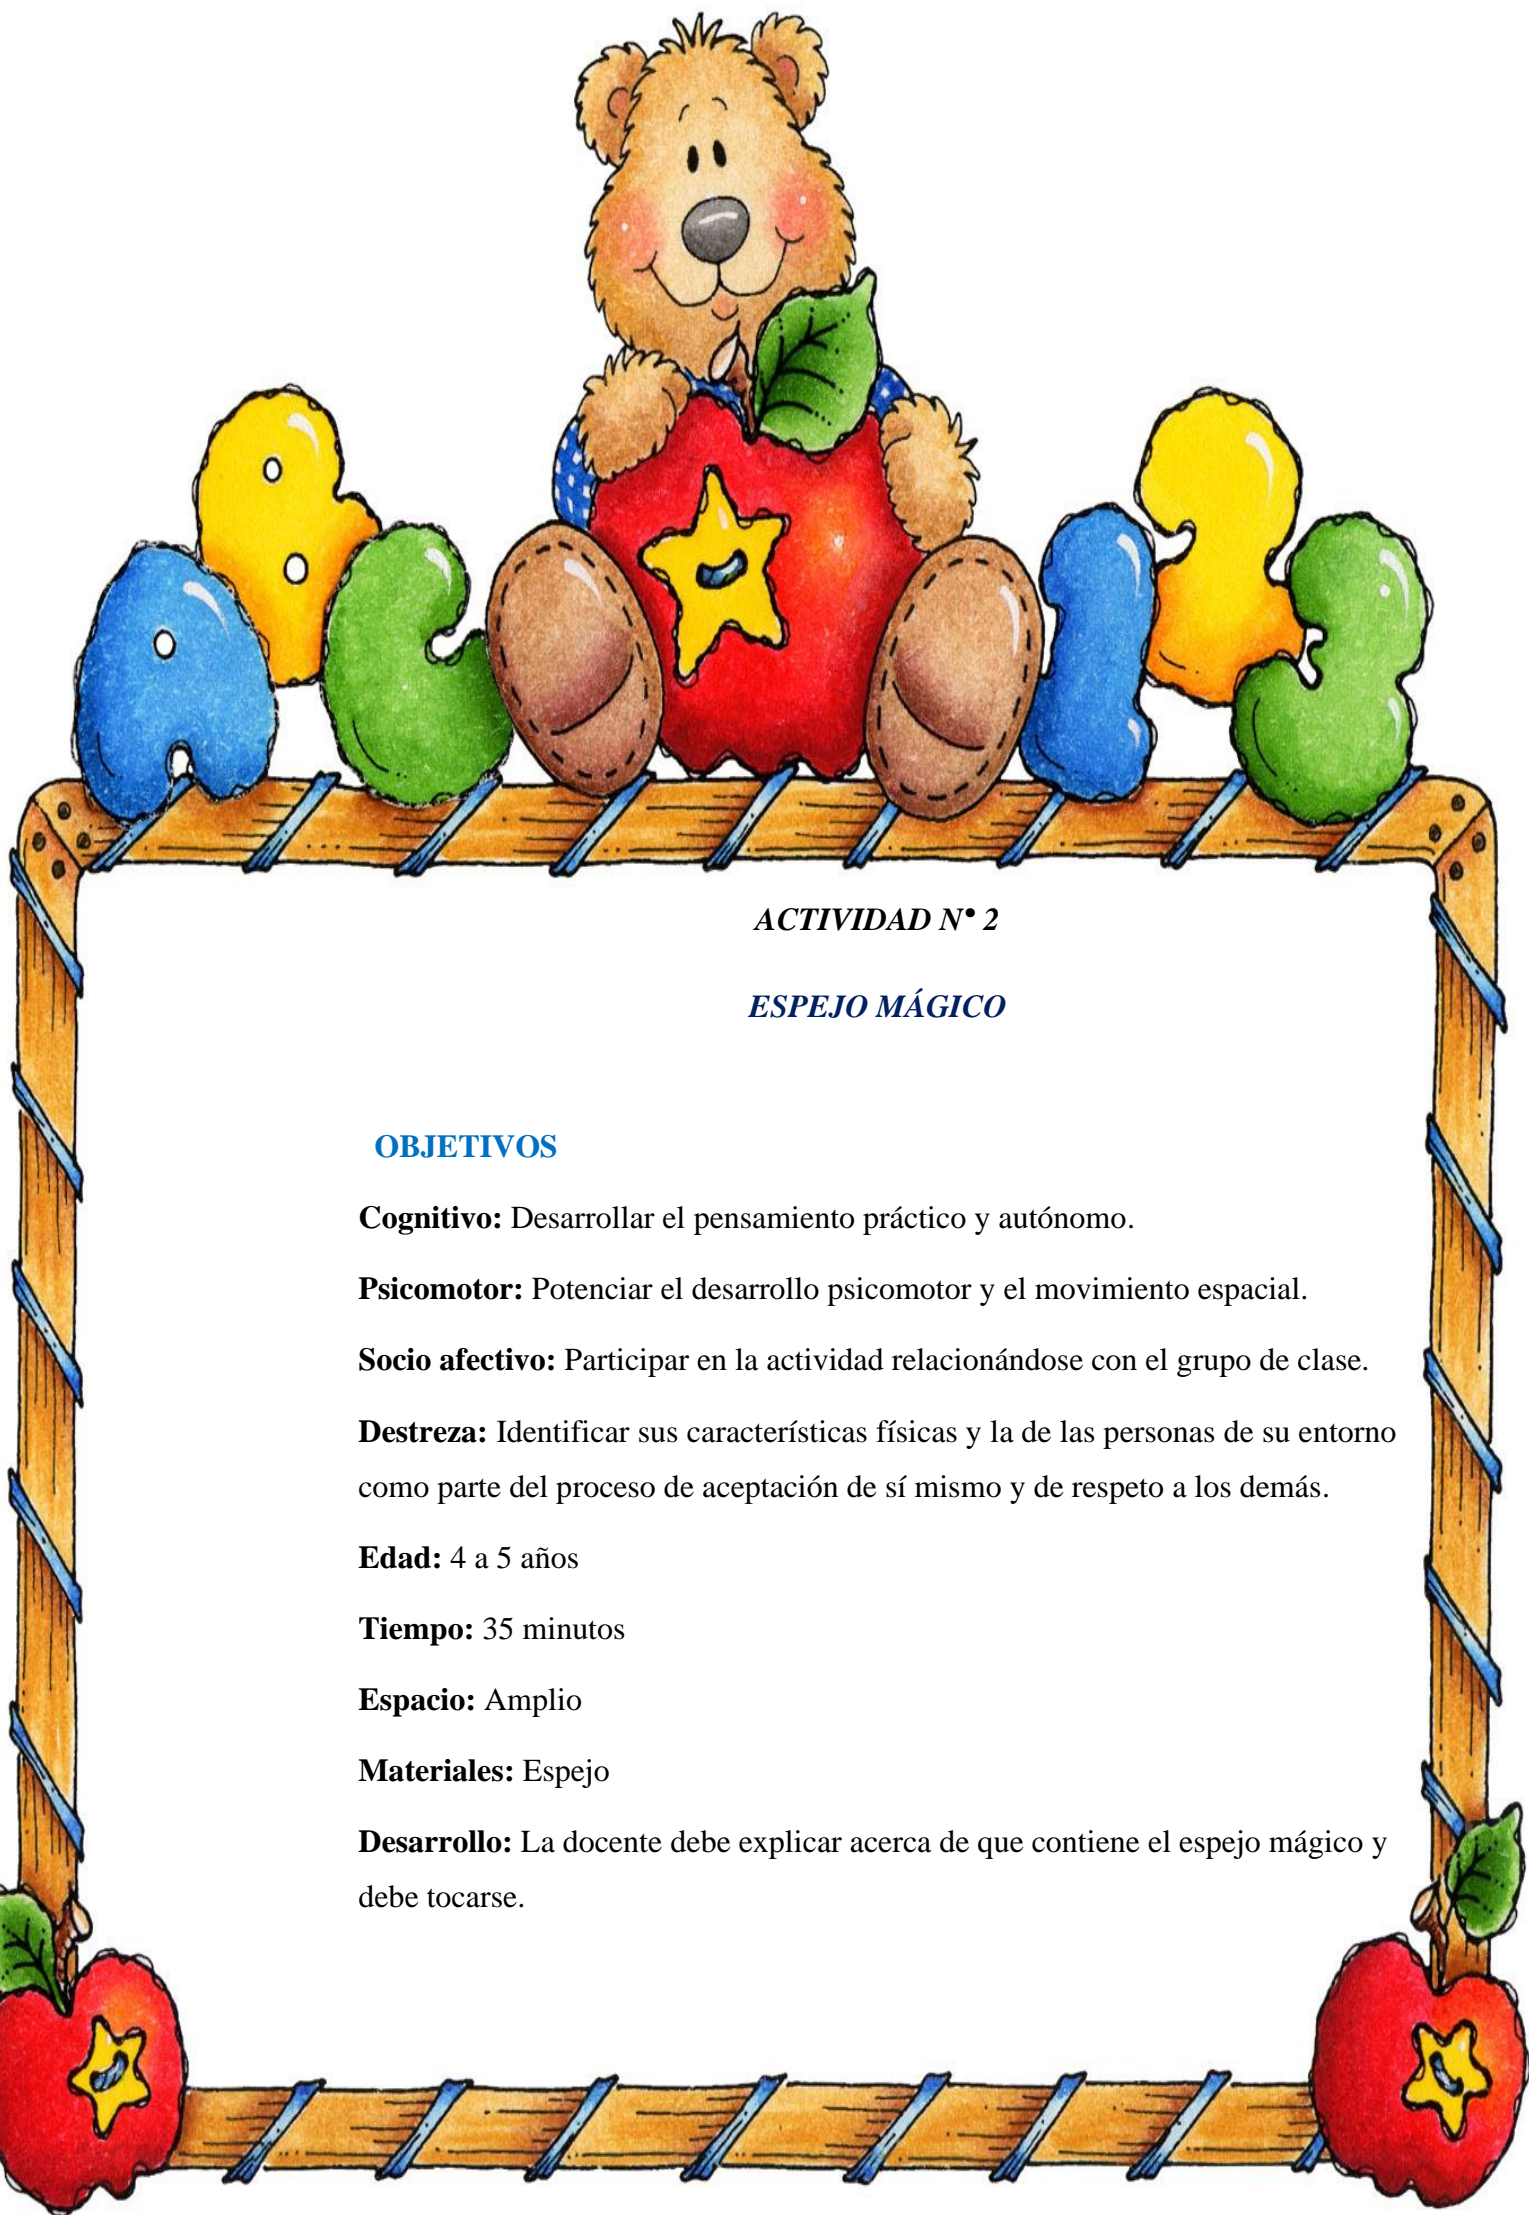 A B C 1 2 3
ACTIVIDAD N° 2
ESPEJO MÁGICO
OBJETIVOS
Cognitivo: Desarrollar el pensamiento práctico y autónomo.
Psicomotor: Potenciar el desarrollo psicomotor y el movimiento espacial.
Socio afectivo: Participar en la actividad relacionándose con el grupo de clase.
Destreza: Identificar sus características físicas y la de las personas de su entorno
como parte del proceso de aceptación de sí mismo y de respeto a los demás.
Edad: 4 a 5 años
Tiempo: 35 minutos
Espacio: Amplio
Materiales: Espejo
Desarrollo: La docente debe explicar acerca de que contiene el espejo mágico y
debe tocarse.